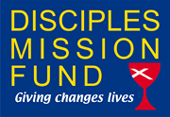 DISCIPLES
MISSION
FUND
Giving changes lives